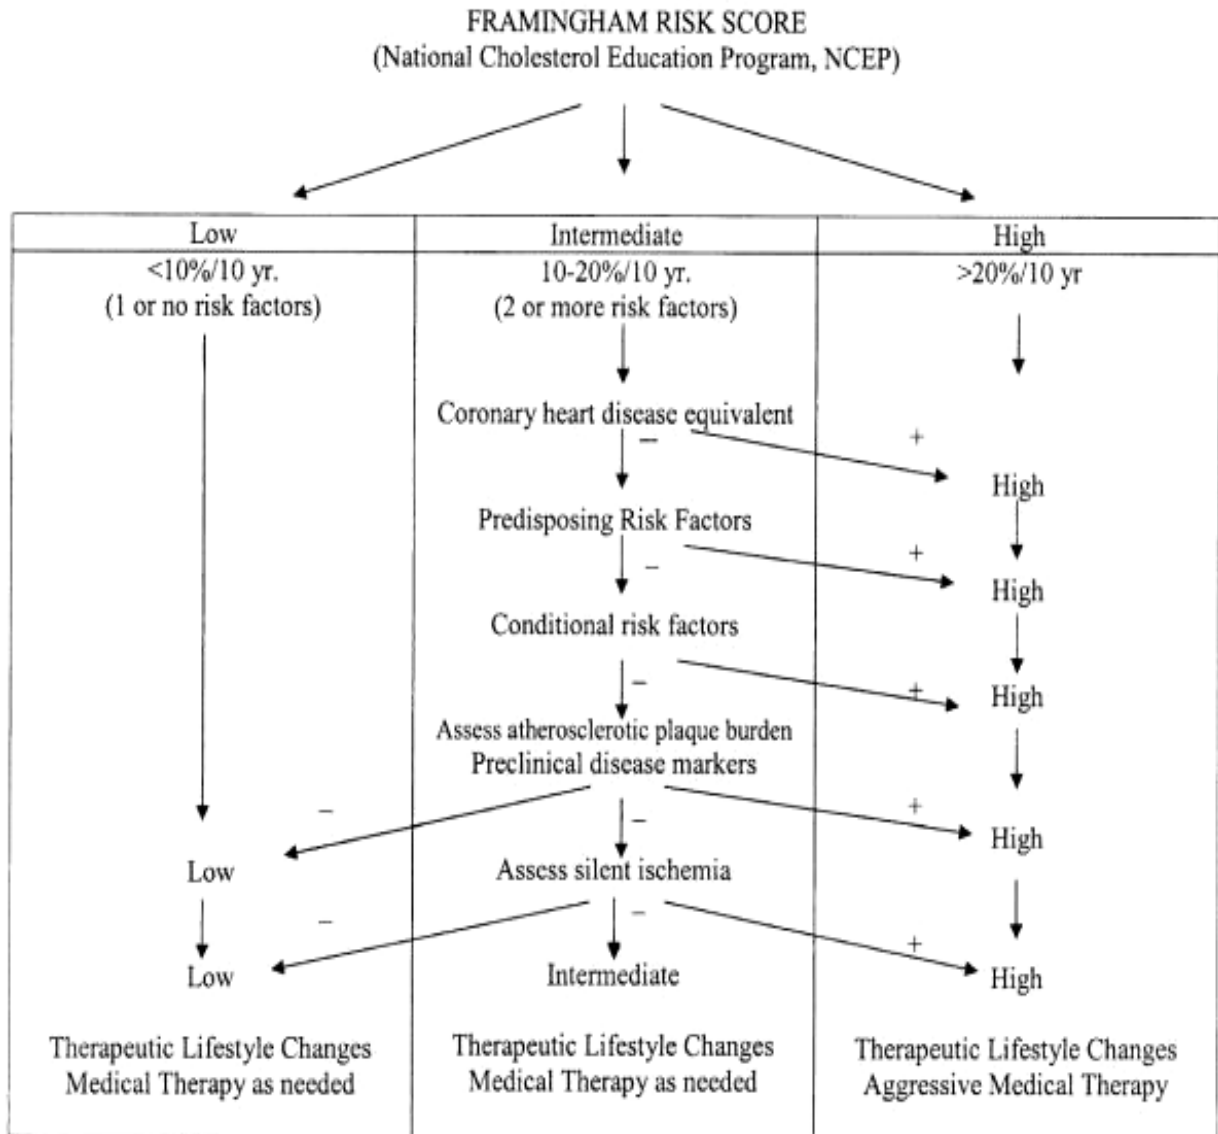 FRAMINGHAM RISK SCORE
(National Cholesterol Education Program, NCEP)
Low
Intermediate
High
<10%/10 yr.
(1 or no risk factors)
10-20%/10 yr.
(2 or more risk factors)
>20%/10 yr
Coronary heart disease equivalent
–
+
High
Predisposing Risk Factors
–
+
High
Conditional risk factors
–
+
High
Assess atherosclerotic plaque burden
Preclinical disease markers
–
–
+
High
Low
Assess silent ischemia
–
–
+
Low
Intermediate
High
Therapeutic Lifestyle Changes
Medical Therapy as needed
Therapeutic Lifestyle Changes
Medical Therapy as needed
Therapeutic Lifestyle Changes
Aggressive Medical Therapy